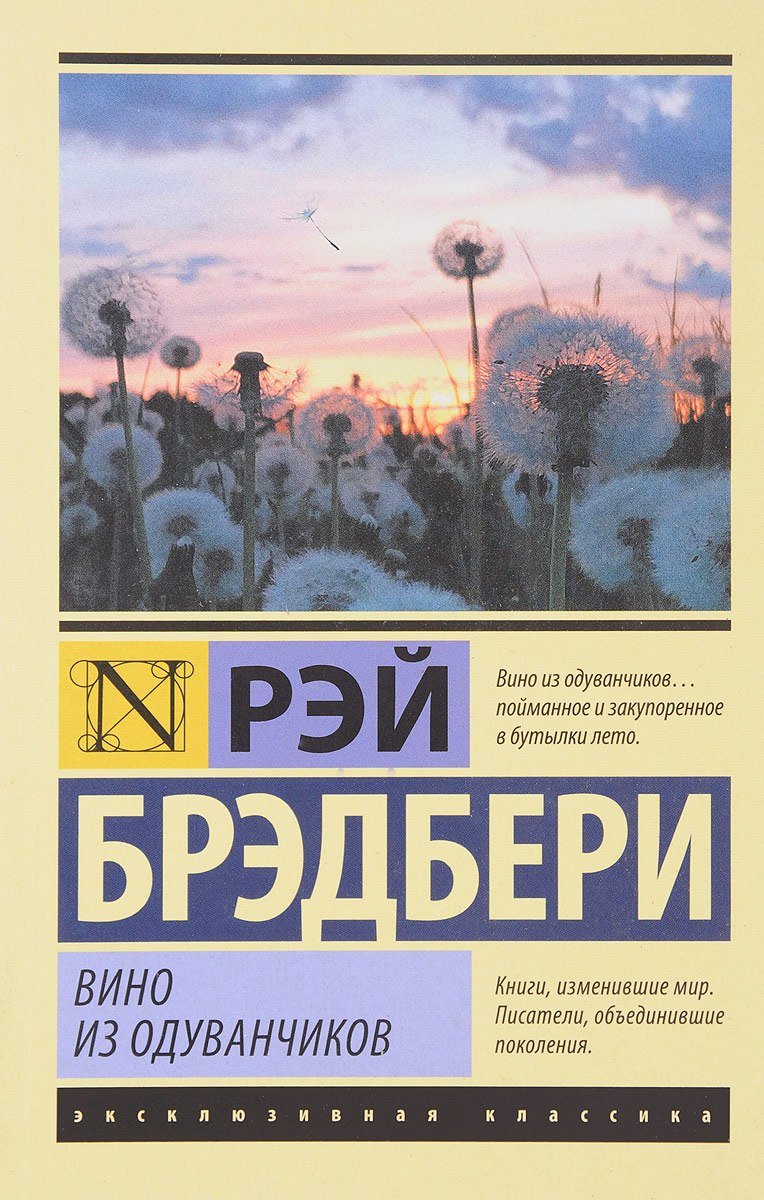 N
РЭЙ
Вино из одуванчиков...
пойманное и закупоренное
в бутылки лето.
БРЭДБЕРИ
ВИНО
ИЗ ОДУВАНЧИКОВ
Книги, изменившие мир.
Писатели, объединившие
поколения.
эксклюзивная классика